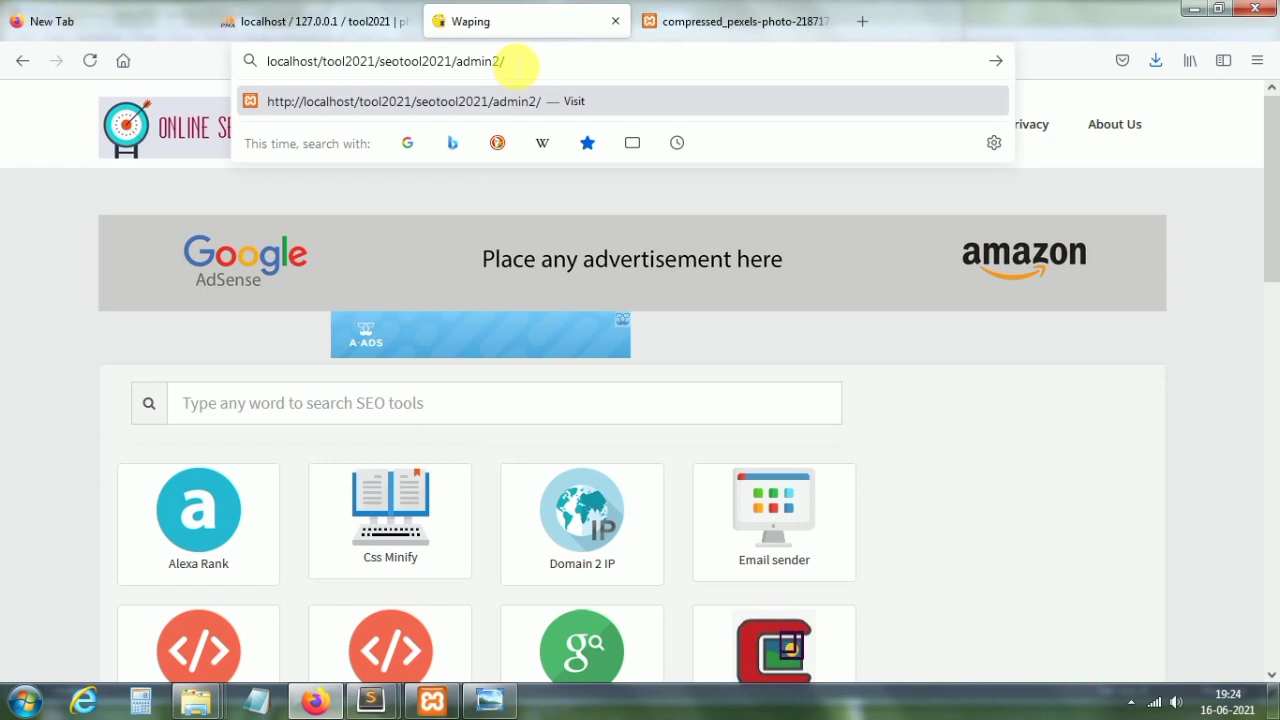 New Tab
localhost / 127.0.0.1 / tool2021 | pl
Waping
compressed_pexels-photo-218717
localhost/tool2021/seotool2021/admin2/
http://localhost/tool2021/seotool2021/admin2/ — Visit
This time, search with:
ONLINE SE
rivacy
About Us
Google
AdSense
Place any advertisement here
amazon
A-ADS
Type any word to search SEO tools
a
Alexa Rank
Css Minify
IP
Domain 2 IP
Email sender
19:24
16-06-2021